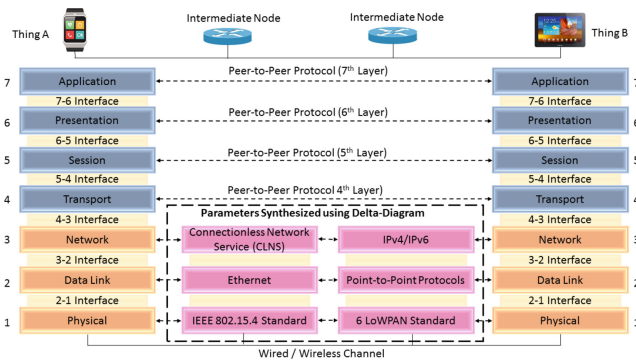 Thing A
Intermediate Node
Intermediate Node
Thing B
7 Application Peer-to-Peer Protocol (7th Layer) Application 7
7-6 Interface 7-6 Interface
6 Presentation Peer-to-Peer Protocol (6th Layer) Presentation 6
6-5 Interface 6-5 Interface
5 Session Peer-to-Peer Protocol (5th Layer) Session 5
5-4 Interface 5-4 Interface
4 Transport Peer-to-Peer Protocol 4th Layer) Transport 4
4-3 Interface Parameters Synthesized using Delta-Diagram 4-3 Interface
3 Network Connectionless Network Service (CLNS) IPv4/IPv6 Network 3
3-2 Interface 3-2 Interface
2 Data Link Ethernet Point-to-Point Protocols Data Link 2
2-1 Interface 2-1 Interface
1 Physical IEEE 802.15.4 Standard 6 LoWPAN Standard Physical 1
Wired / Wireless Channel